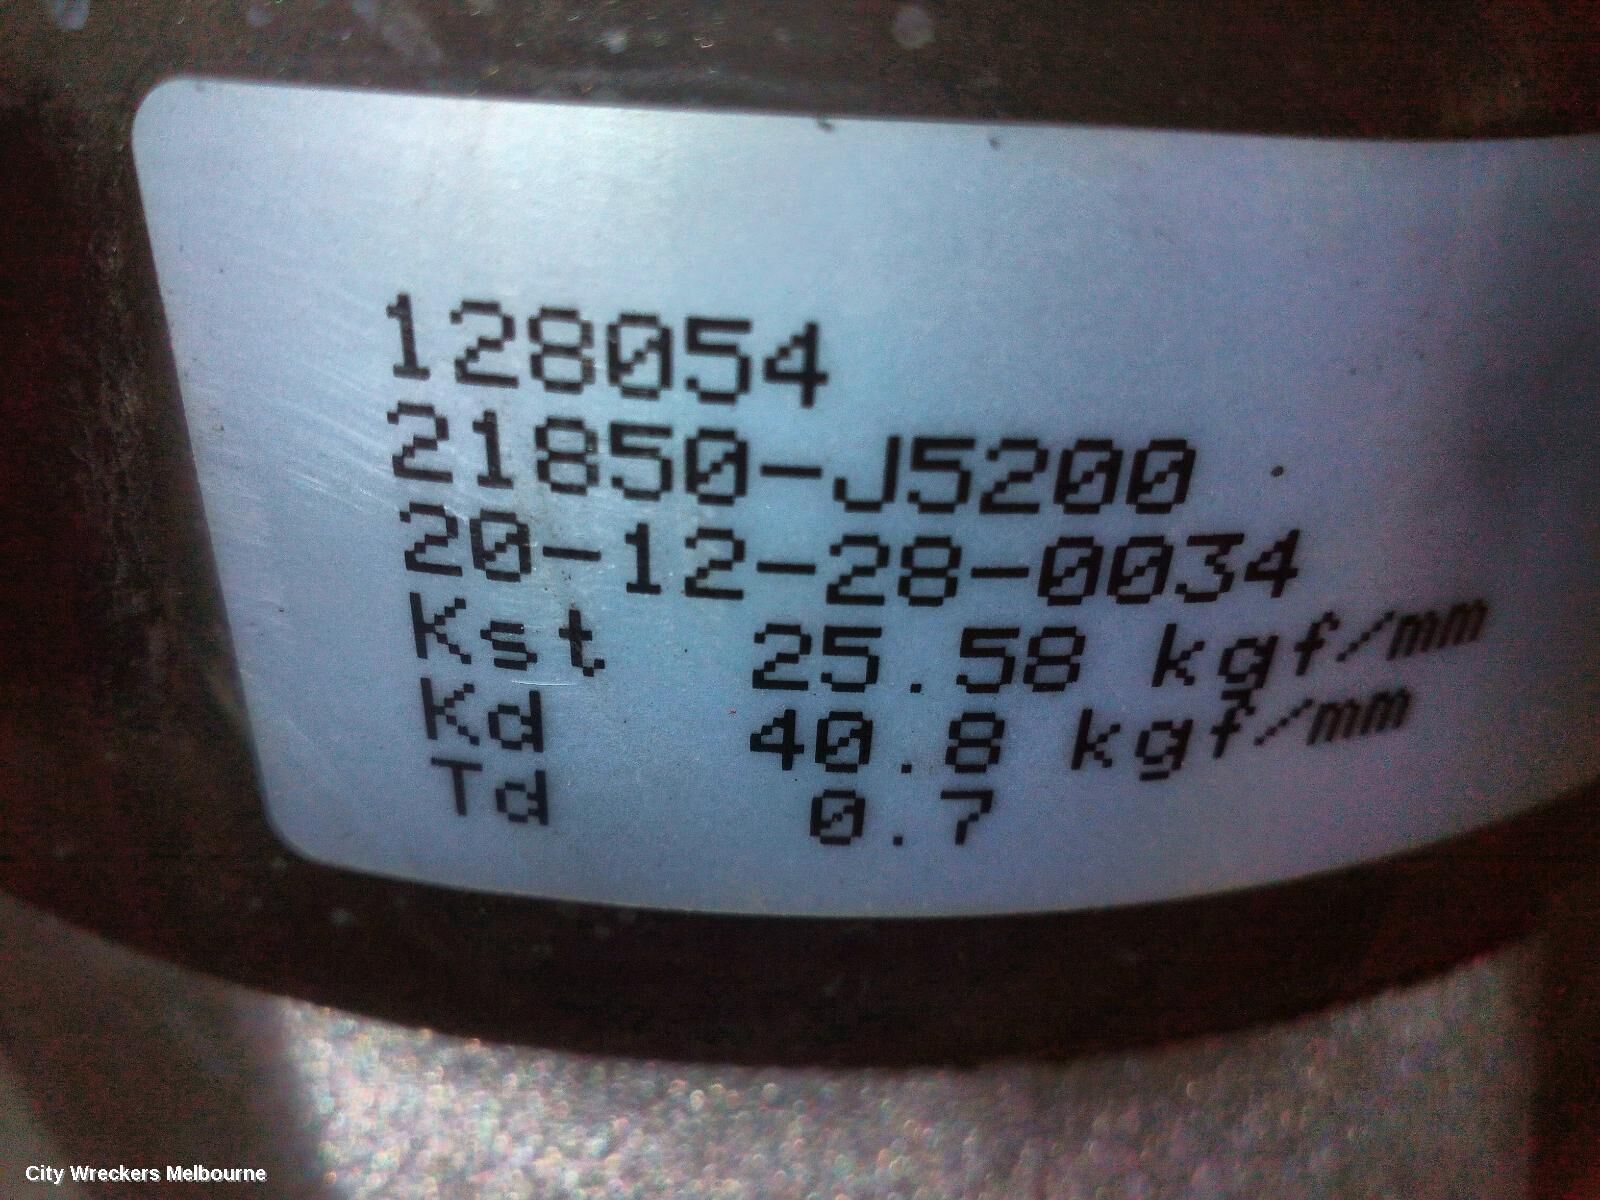 128054
21850-J5200
20-12-28-0034
Kst 25.58 kgf/mm
Kd 40.8 kgf/mm
Td 0.7
City Wreckers Melbourne